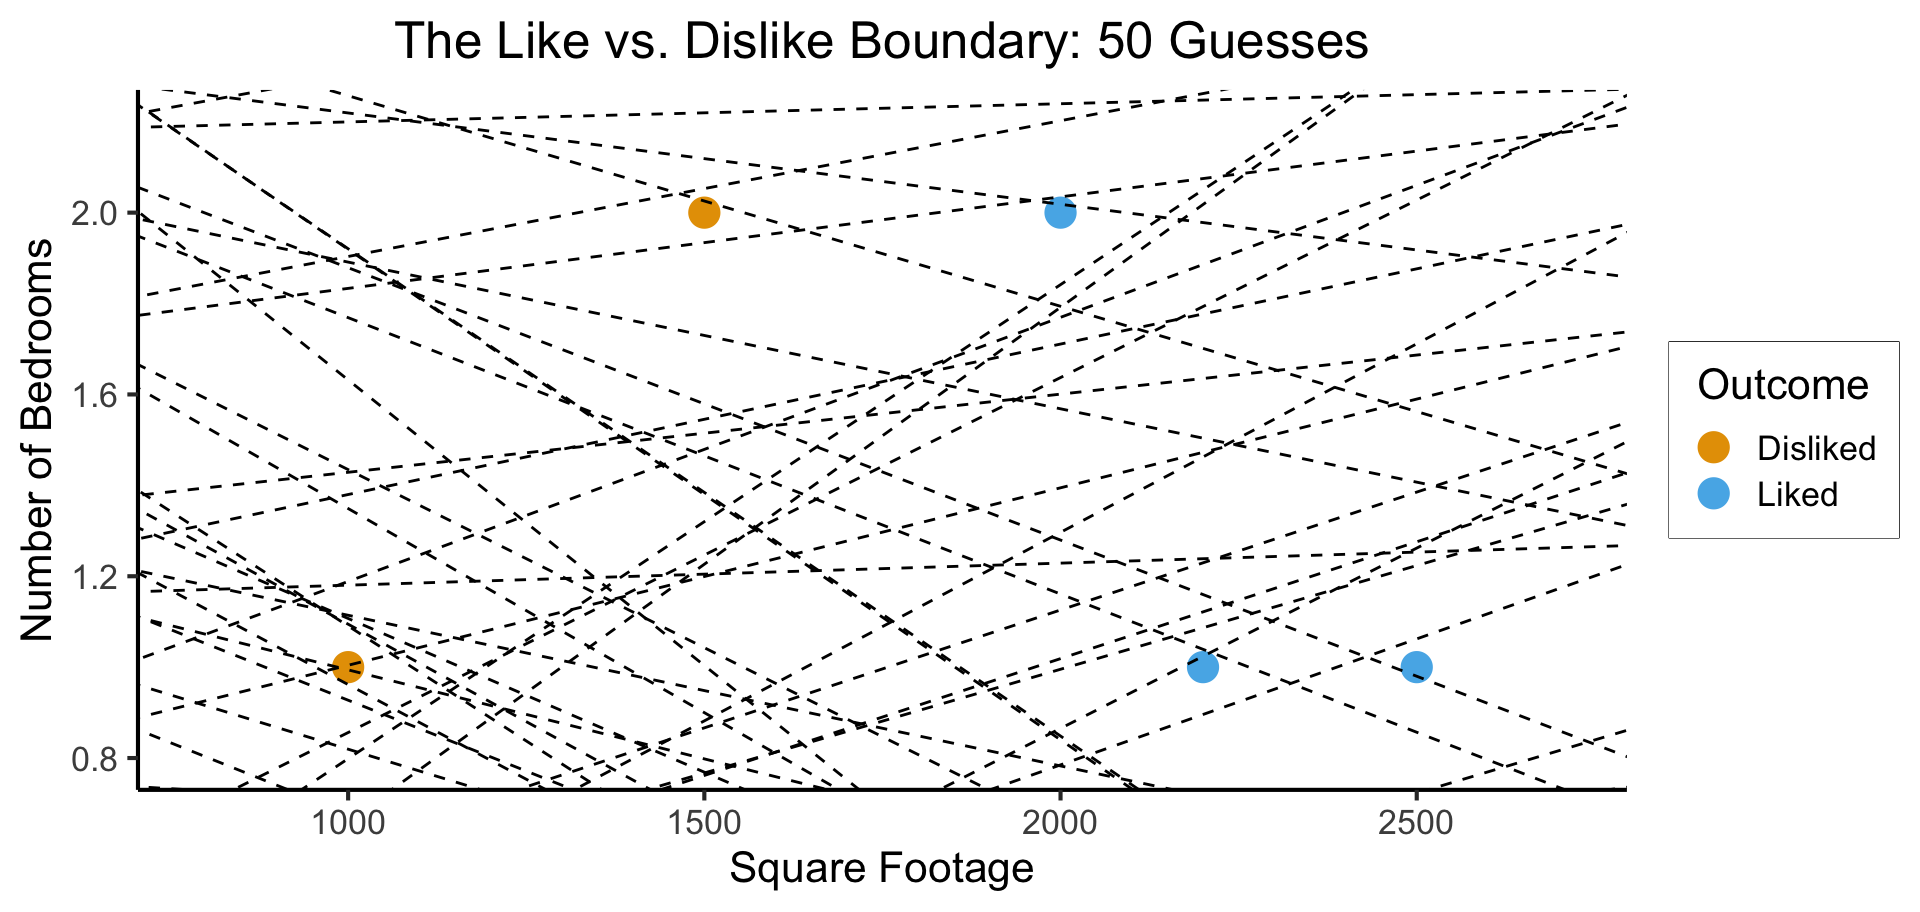 The Like vs. Dislike Boundary: 50 Guesses
Number of Bedrooms
2.0
1.6
1.2
0.8
1000
1500
2000
2500
Square Footage
Outcome
Disliked
Liked